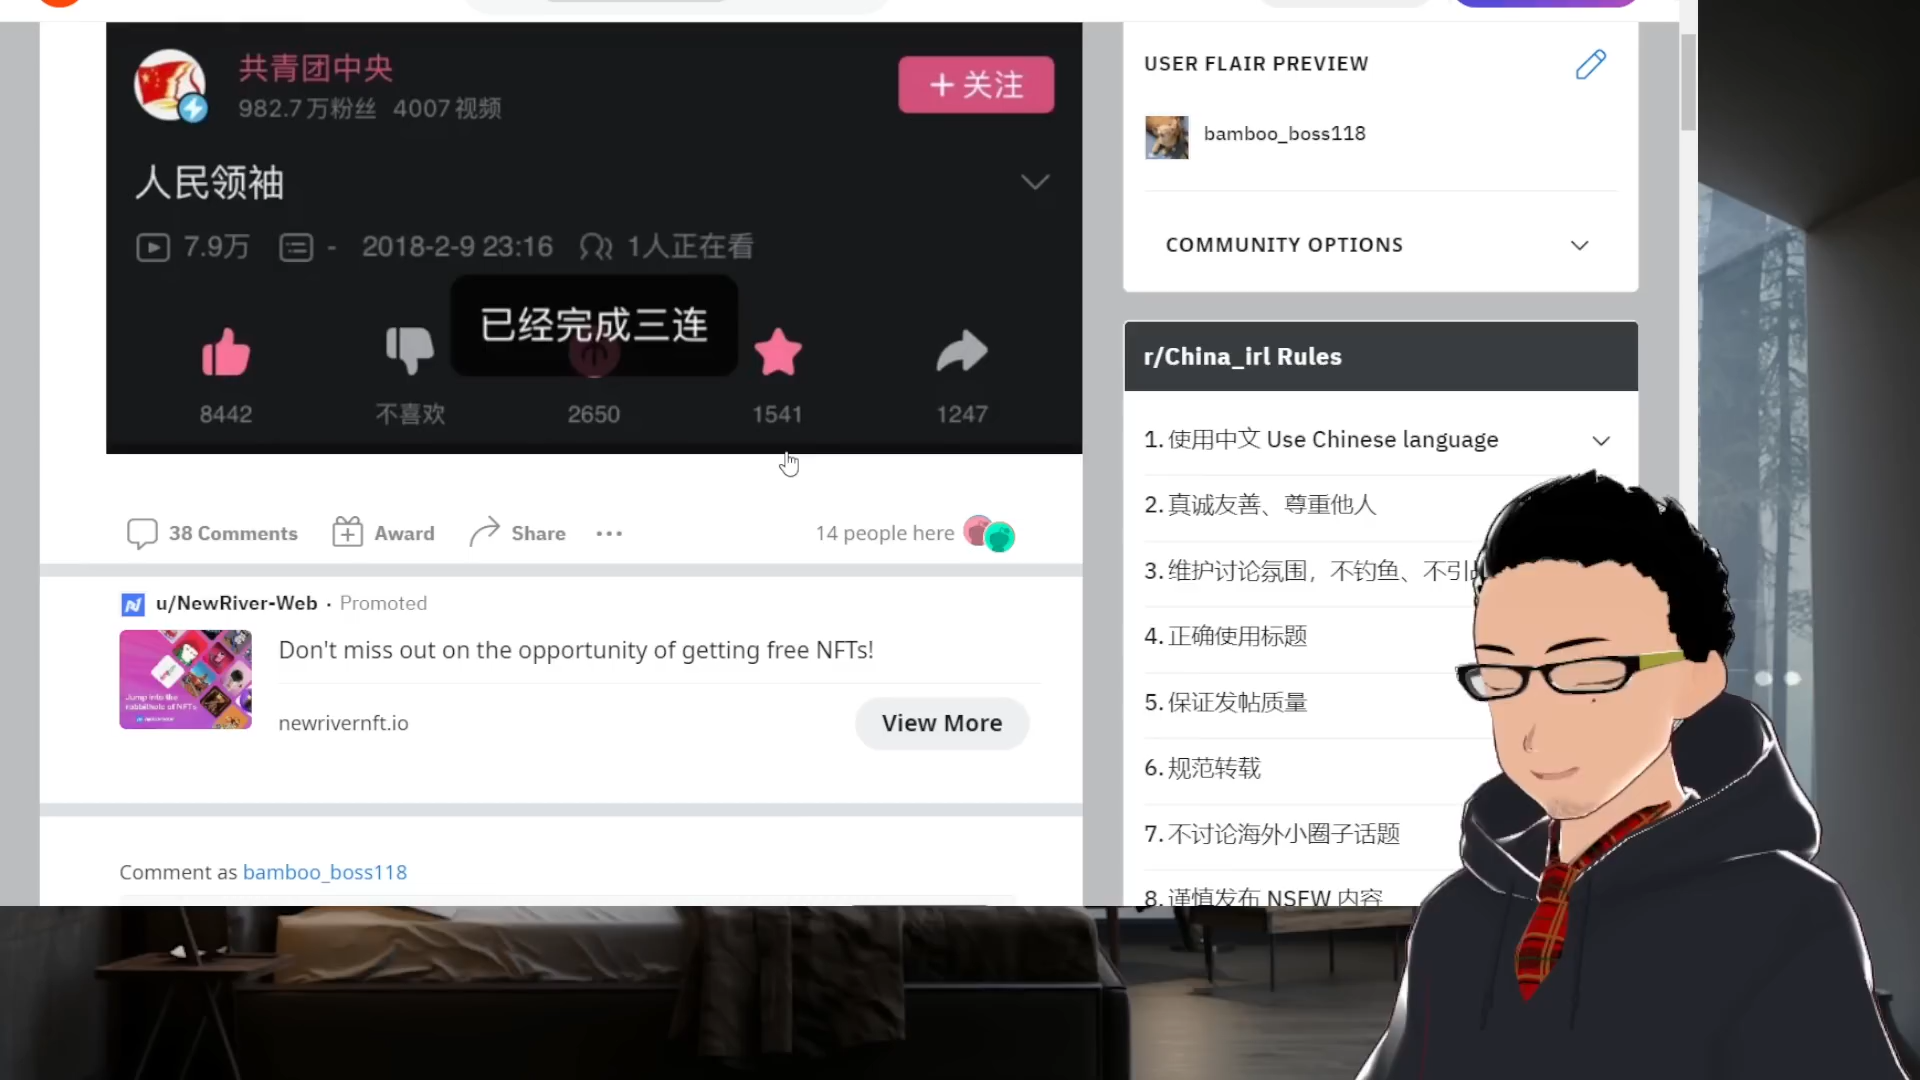 共青团中央
982.7万粉丝 4007视频
+ 关注
人民领袖
7.9万 - 2018-2-9 23:16 1人正在看
已经完成三连
8442 不喜欢 2650 1541 1247
38 Comments Award Share ••• 14 people here
u/NewRiver-Web · Promoted
Don't miss out on the opportunity of getting free NFTs!
Jump into the
rabbithole of NFTs
newrivernft.io
View More
Comment as bamboo_boss118
USER FLAIR PREVIEW
bamboo_boss118
COMMUNITY OPTIONS
r/China_irl Rules
1. 使用中文 Use Chinese language
2. 真诚友善、尊重他人
3. 维护讨论氛围，不钓鱼、不引
4. 正确使用标题
5. 保证发帖质量
6. 规范转载
7. 不讨论海外小圈子话题
8. 谨慎发布 NSFW 内容